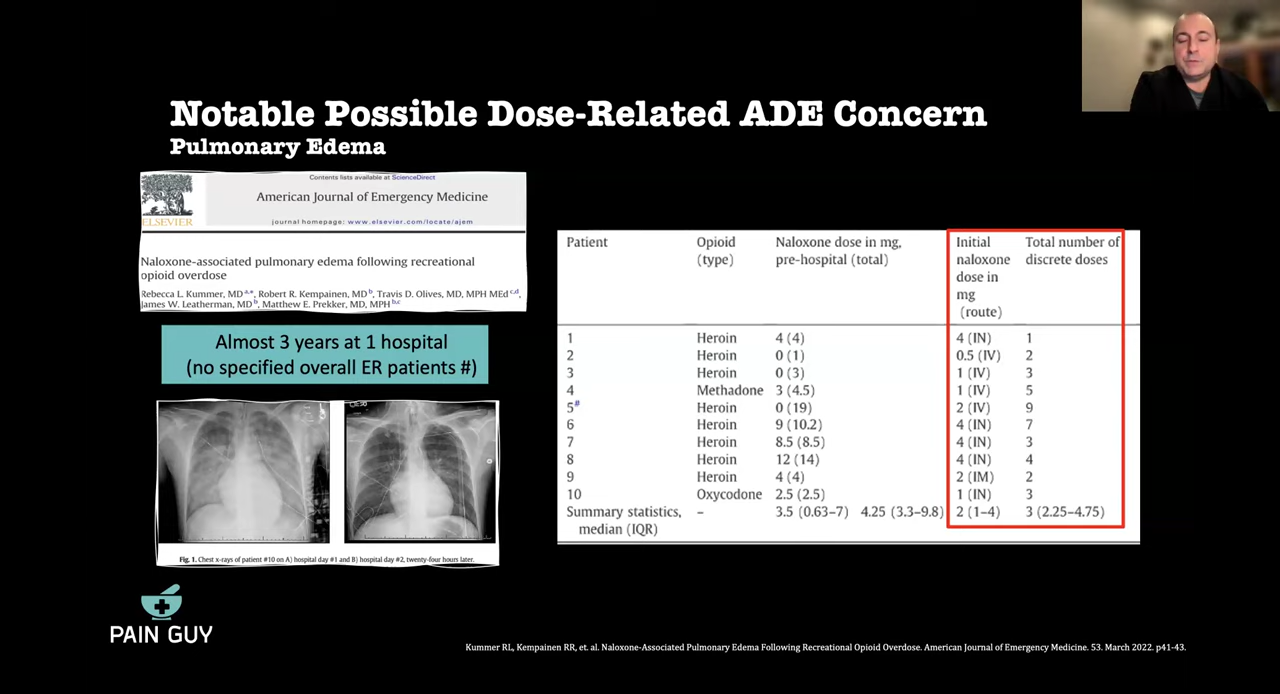 Notable Possible Dose-Related ADE Concern
Pulmonary Edema
Contents lists available at ScienceDirect
American Journal of Emergency Medicine
journal homepage: www.elsevier.com/locate/ajem
ELSEVIER
Naloxone-associated pulmonary edema following recreational
opioid overdose
Rebecca L. Kummer, MD a,*, Robert R. Kempainen, MD b, Travis D. Olives, MD, MPH MEd c,d,
James W. Leatherman, MD b, Matthew E. Prekker, MD, MPH b,c
Almost 3 years at 1 hospital
(no specified overall ER patients #)
Fig. 1. Chest x-rays of patient #10 on A) hospital day #1 and B) hospital day #2, twenty-four hours later.
Patient Opioid (type) Naloxone dose in mg, pre-hospital (total) Initial naloxone dose in mg (route) Total number of discrete doses
1 Heroin 4 (4) 4 (IN) 1
2 Heroin 0 (1) 0.5 (IV) 2
3 Heroin 0 (3) 1 (IV) 3
4 Methadone 3 (4.5) 1 (IV) 5
5# Heroin 0 (19) 2 (IV) 9
6 Heroin 9 (10.2) 4 (IN) 7
7 Heroin 8.5 (8.5) 4 (IN) 3
8 Heroin 12 (14) 4 (IN) 4
9 Heroin 4 (4) 2 (IM) 2
10 Oxycodone 2.5 (2.5) 1 (IN) 3
Summary statistics, median (IQR) – 3.5 (0.63–7) 4.25 (3.3–9.8) 2 (1–4) 3 (2.25–4.75)
PAIN GUY
Kummer RL, Kempainen RR, et. al. Naloxone-Associated Pulmonary Edema Following Recreational Opioid Overdose. American Journal of Emergency Medicine. 53. March 2022. p41-43.